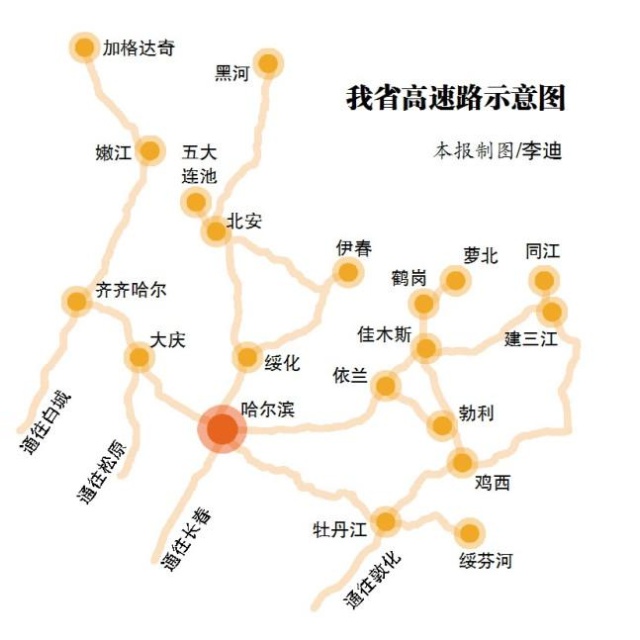 加格达奇
黑河
我省高速路示意图
本报制图/李迪
嫩江
五大
连池
北安
伊春
萝北
同江
鹤岗
齐齐哈尔
大庆
佳木斯
建三江
绥化
依兰
哈尔滨
勃利
通往白城
通往松原
鸡西
通往长春
牡丹江
绥芬河
通往敦化